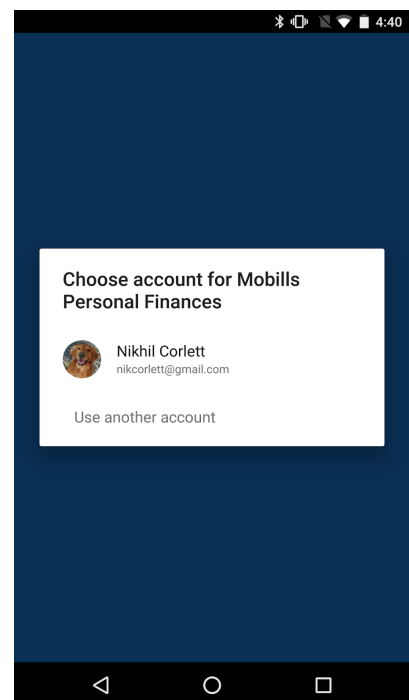 4:40
Choose account for Mobills
Personal Finances
Nikhil Corlett
nikcorlett@gmail.com
Use another account